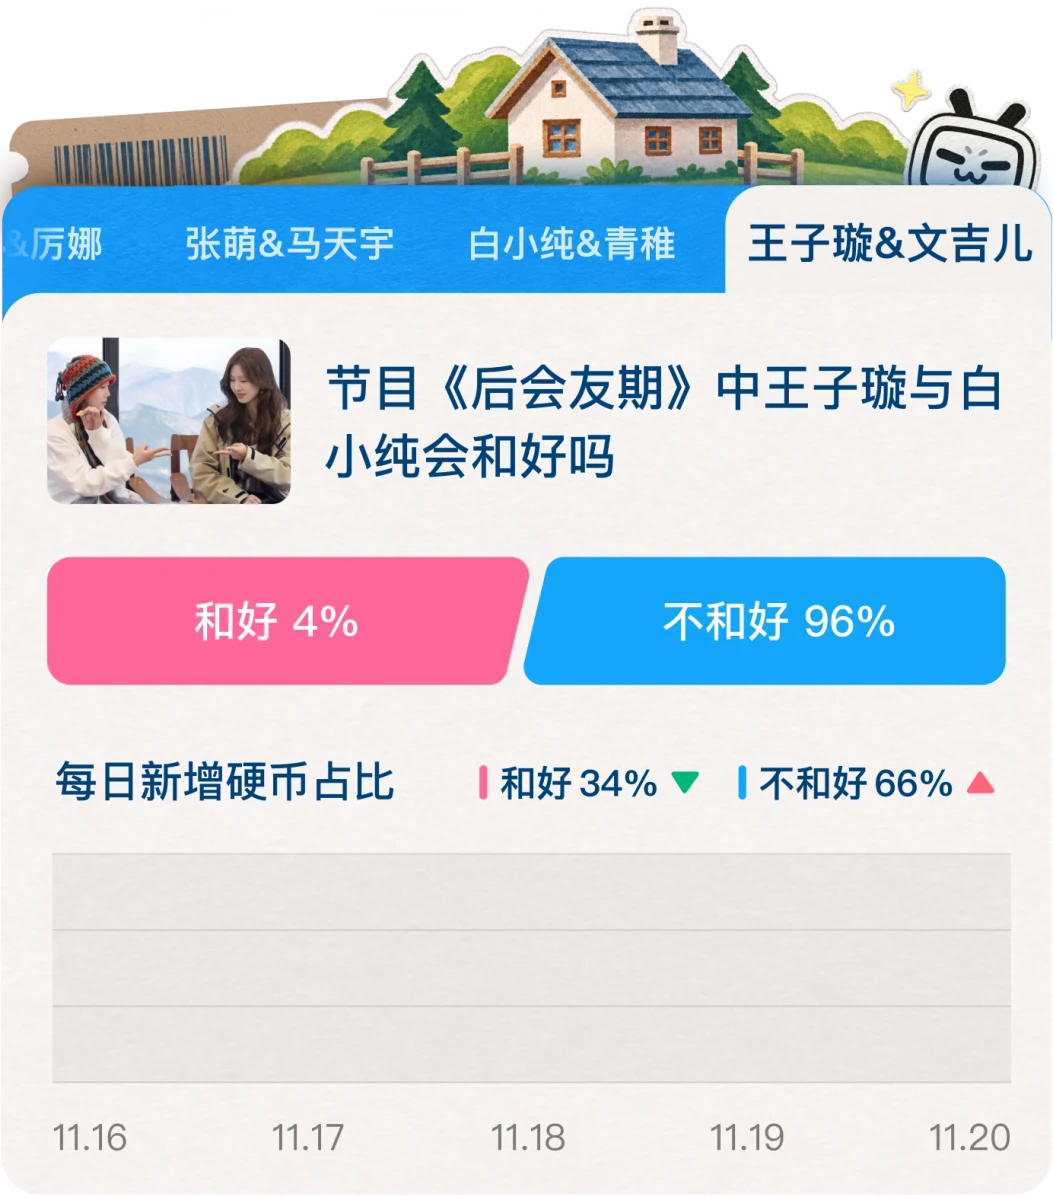 &厉娜
张萌&马天宇
白小纯&青稚
王子璇&文吉儿
节目《后会友期》中王子璇与白
小纯会和好吗
和好 4%
不和好 96%
每日新增硬币占比
和好 34%
不和好 66%
11.16
11.17
11.18
11.19
11.20